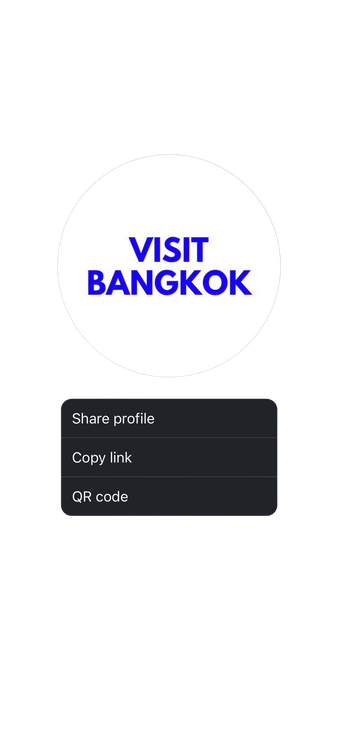 VISIT
BANGKOK
Share profile
Copy link
QR code